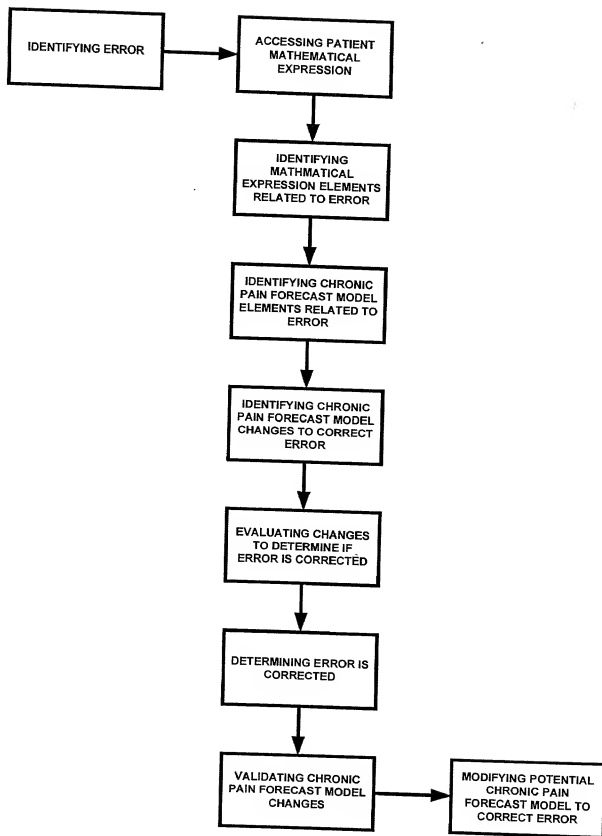 IDENTIFYING ERROR
ACCESSING PATIENT
MATHEMATICAL
EXPRESSION
IDENTIFYING
MATHMATICAL
EXPRESSION ELEMENTS
RELATED TO ERROR
IDENTIFYING CHRONIC
PAIN FORECAST MODEL
ELEMENTS RELATED TO
ERROR
IDENTIFYING CHRONIC
PAIN FORECAST MODEL
CHANGES TO CORRECT
ERROR
EVALUATING CHANGES
TO DETERMINE IF
ERROR IS CORRECTED
DETERMINING ERROR IS
CORRECTED
VALIDATING CHRONIC
PAIN FORECAST MODEL
CHANGES
MODIFYING POTENTIAL
CHRONIC PAIN
FORECAST MODEL TO
CORRECT ERROR